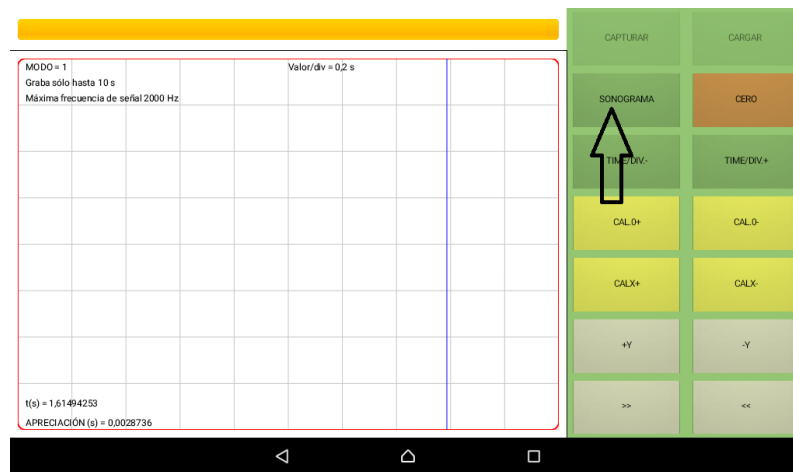 MODO = 1
Valor/div = 0,2 s
Graba sólo hasta 10 s
Máxima frecuencia de señal 2000 Hz
t(s) = 1,61494253
APRECIACIÓN (s) = 0,0028736
CAPTURAR
CARGAR
SONOGRAMA
CERO
TIME/DIV.-
TIME/DIV.+
CAL.0+
CAL.0-
CALX+
CALX-
+Y
-Y
>>
<<